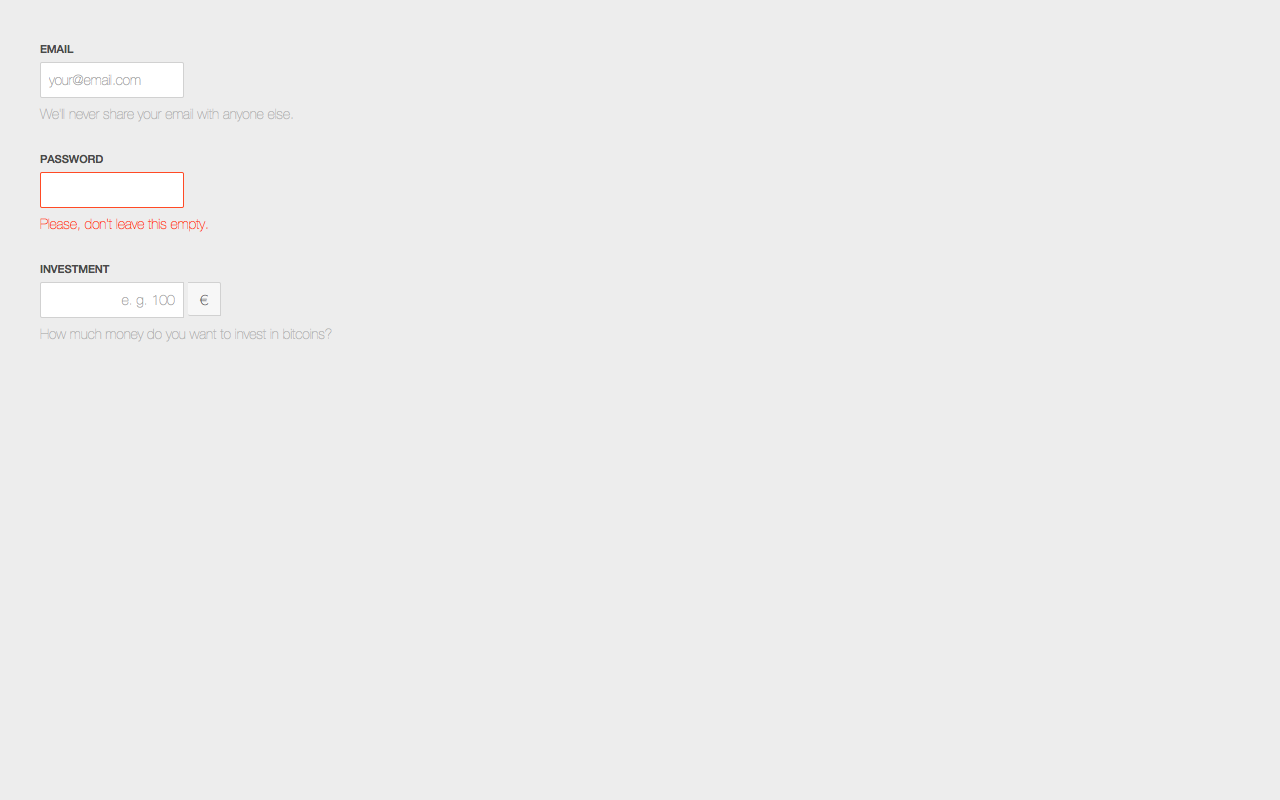 EMAIL
your@email.com
We'll never share your email with anyone else.
PASSWORD
Please, don't leave this empty.
INVESTMENT
e. g. 100 €
How much money do you want to invest in bitcoins?